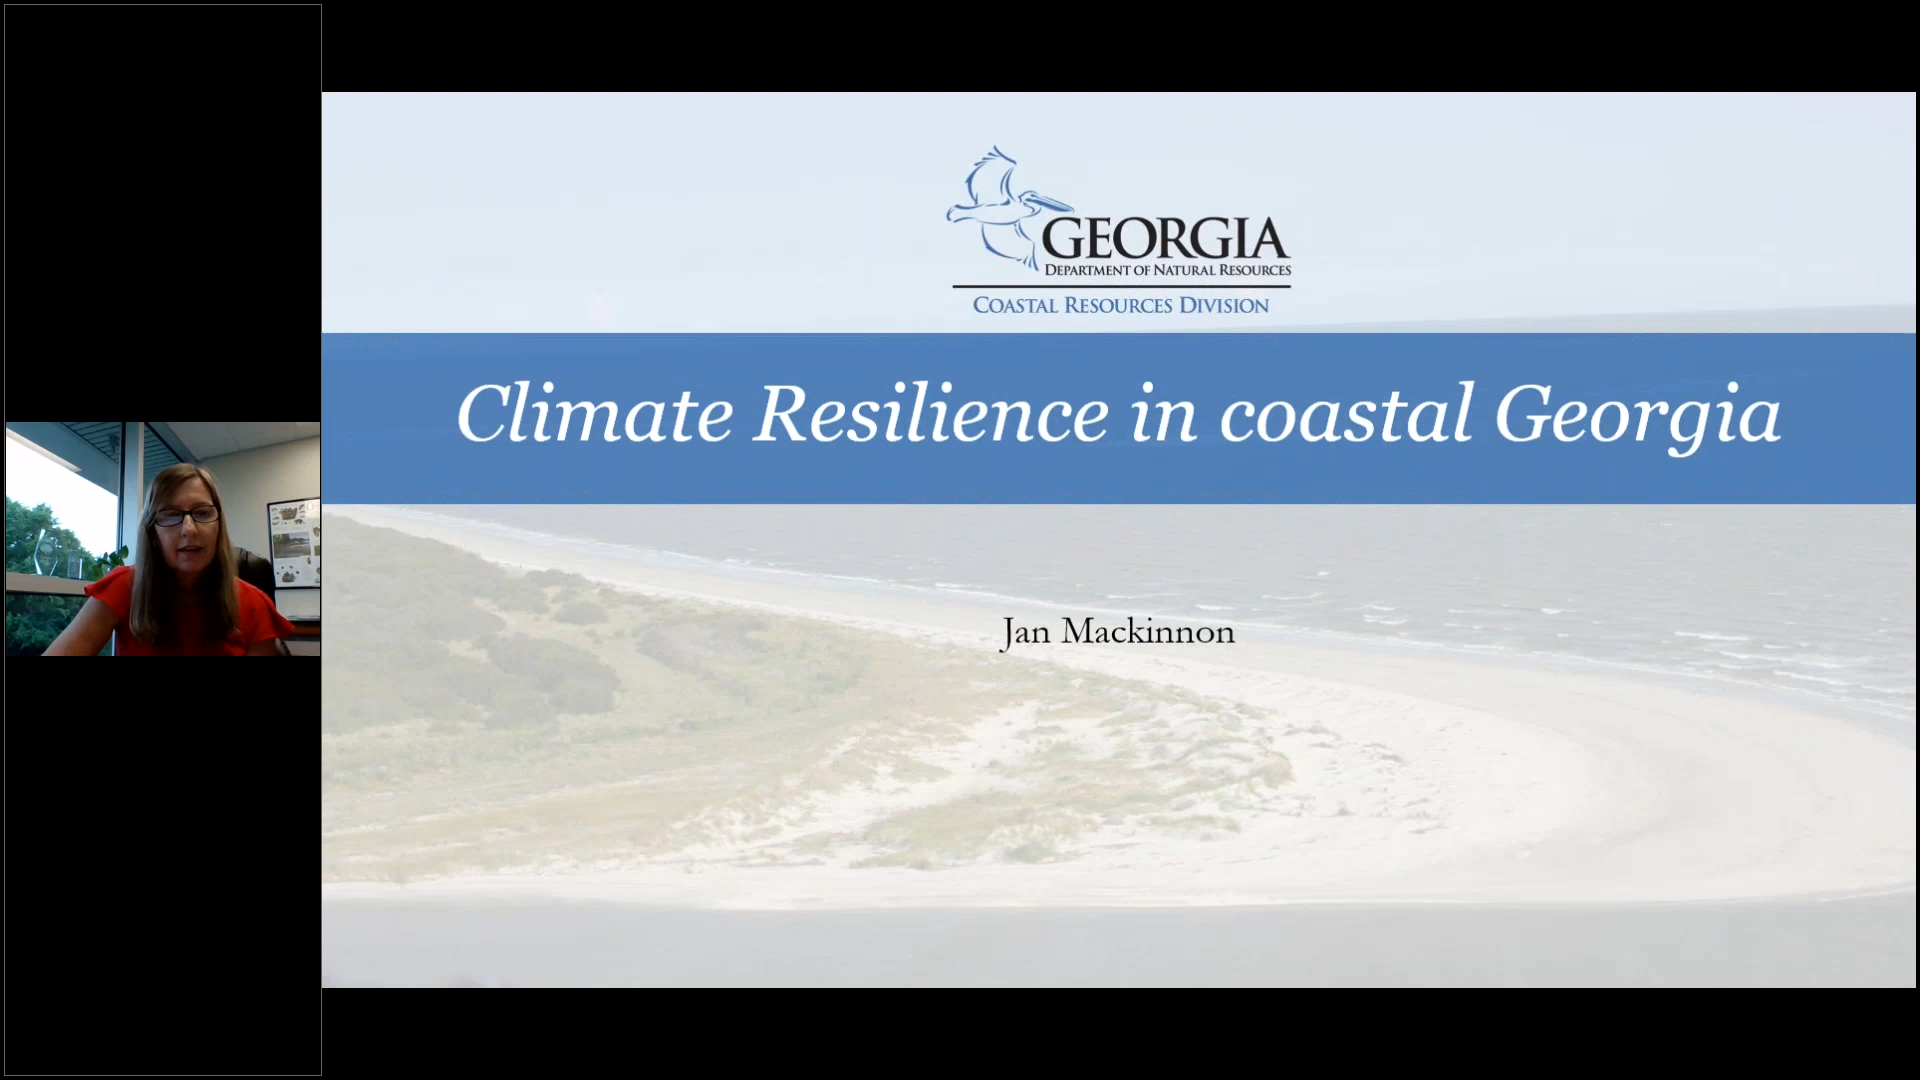 GEORGIA
DEPARTMENT OF NATURAL RESOURCES
COASTAL RESOURCES DIVISION
Climate Resilience in coastal Georgia
Jan Mackinnon